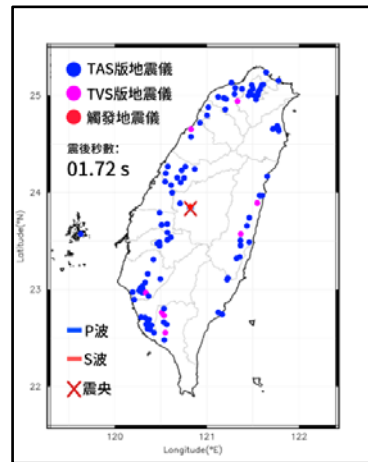 TAS版地震儀
TVS版地震儀
觸發地震儀
震後秒數:
01.72 s
25
24
23
22
Latitude(°N)
P波
S波
震央
120
121
122
Longitude(°E)